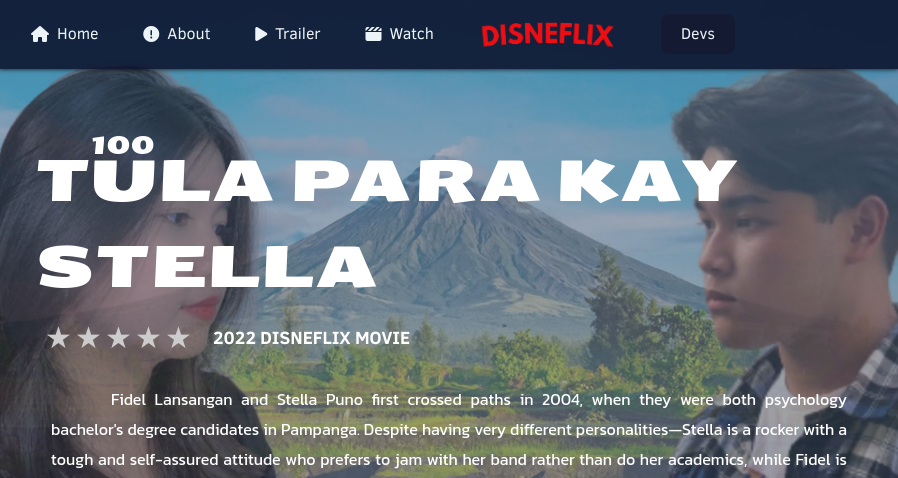 Home About Trailer Watch DISNEFLIX Devs
100
TULA PARA KAY
STELLA
2022 DISNEFLIX MOVIE
Fidel Lansangan and Stella Puno first crossed paths in 2004, when they were both psychology
bachelor's degree candidates in Pampanga. Despite having very different personalities—Stella is a rocker with a
tough and self-assured attitude who prefers to jam with her band rather than do her academics, while Fidel is